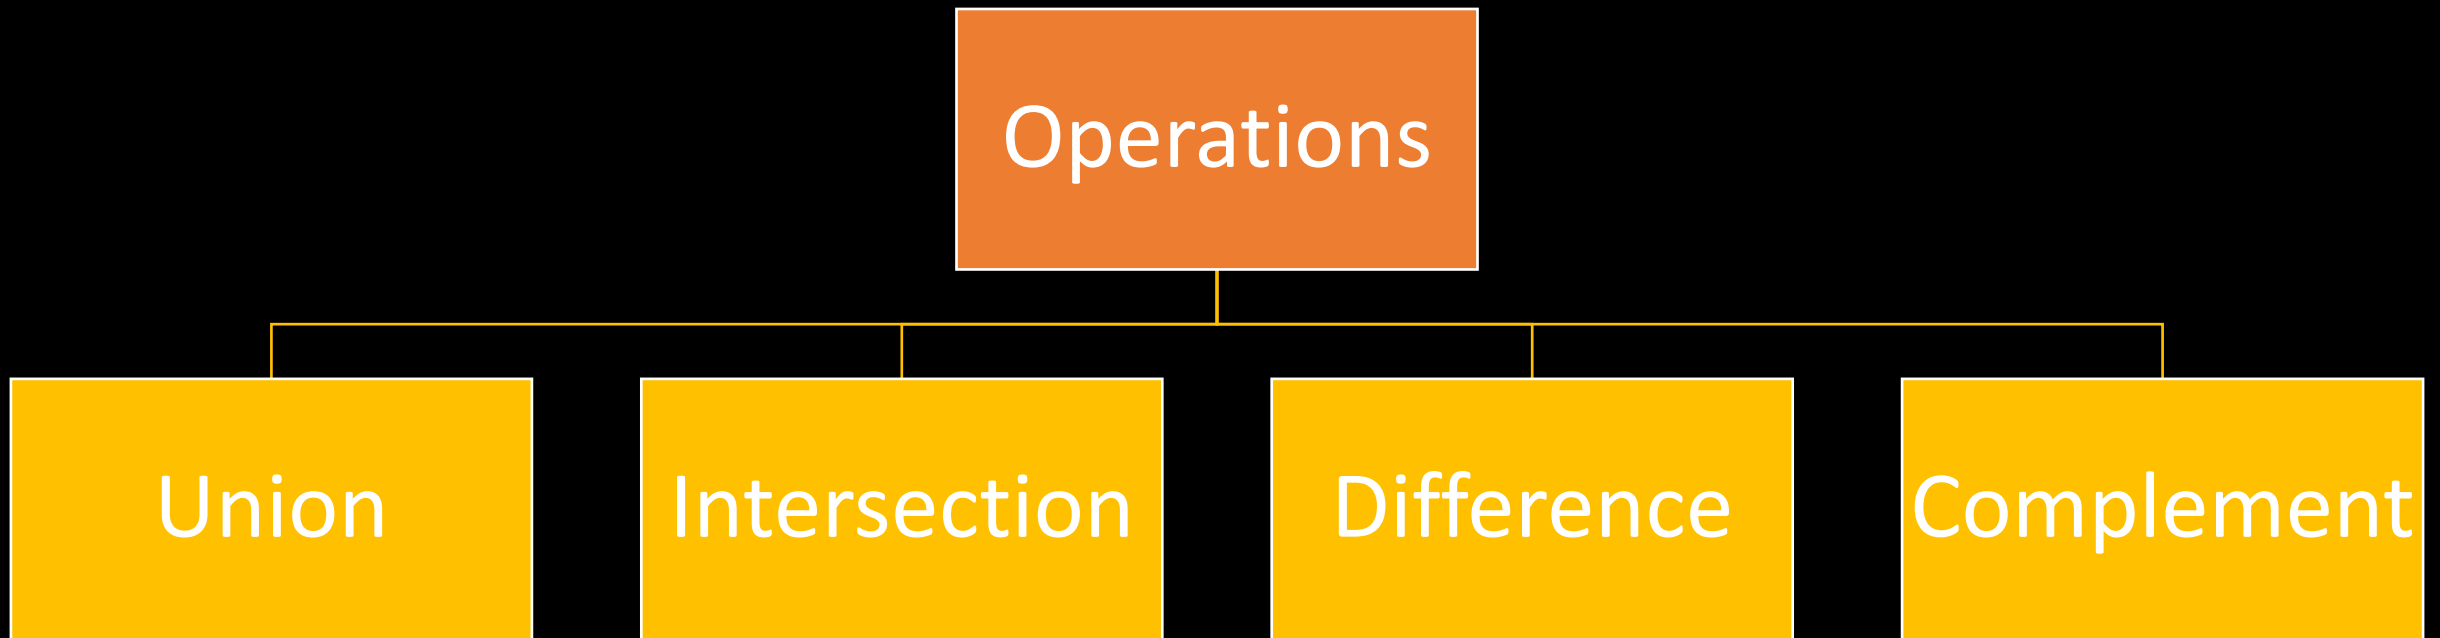 Operations
Union
Intersection
Difference
Complement